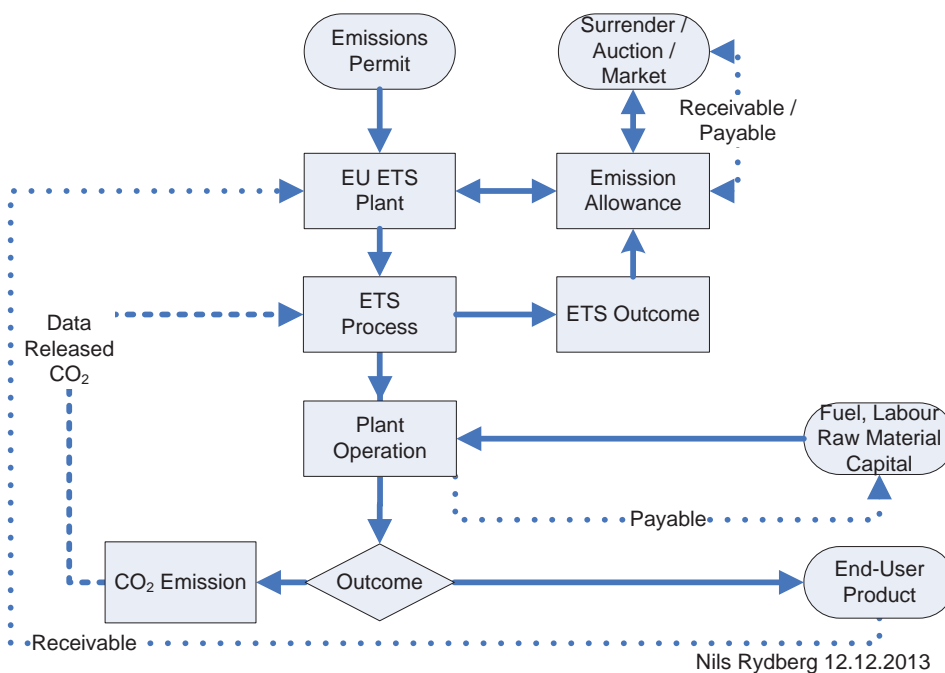 Emissions
Permit
Surrender /
Auction /
Market
Receivable /
Payable
EU ETS
Plant
Emission
Allowance
ETS
Process
ETS Outcome
Data
Released
CO₂
Plant
Operation
Fuel, Labour
Raw Material
Capital
Payable
CO₂ Emission
Outcome
End-User
Product
Receivable
Nils Rydberg 12.12.2013